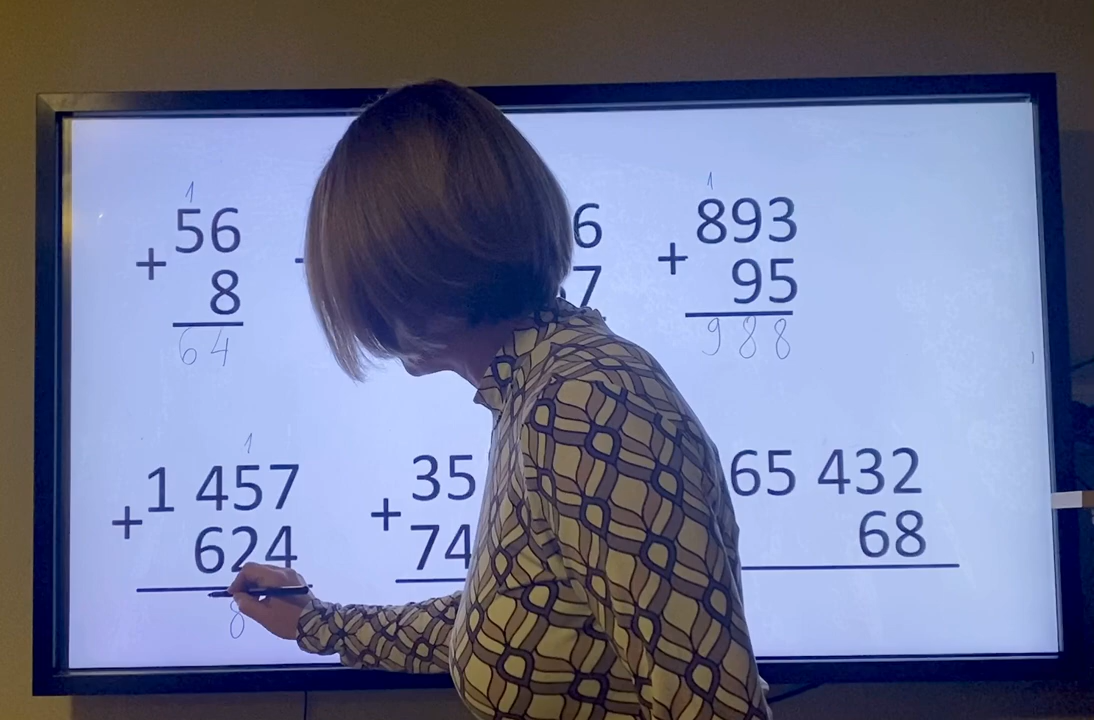 1 1
56 6 893
+ 8 7 + 95
64 988
1
1 457 35 65 432
+ 624 + 74 68
8